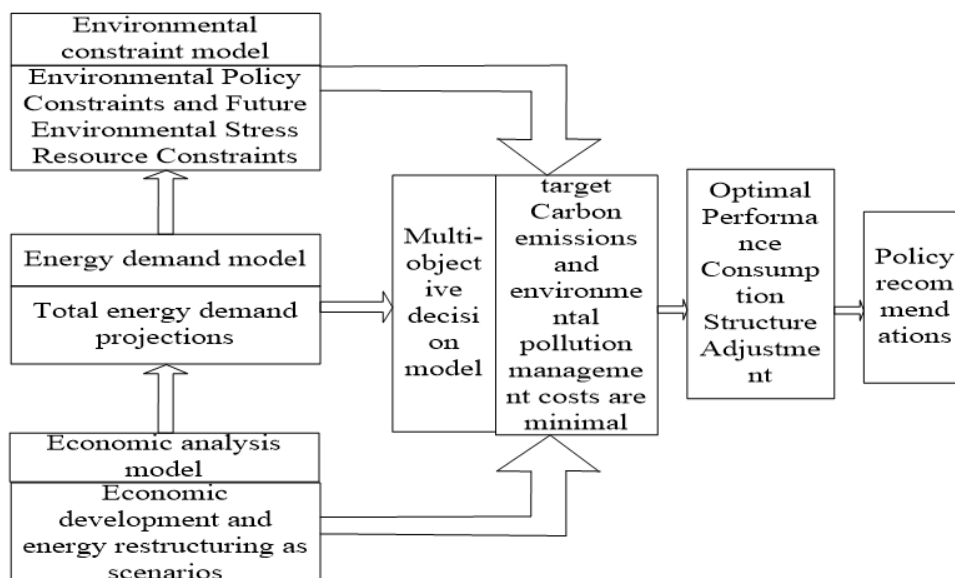 Environmental
constraint model
Environmental Policy
Constraints and Future
Environmental Stress
Resource Constraints
Energy demand model
Total energy demand
projections
Economic analysis
model
Economic
development and
energy restructuring as
scenarios
Multi-
object
ive
decisi
on
model
target
Carbon
emissions
and
environme
ntal
pollution
manageme
nt costs are
minimal
Optimal
Performa
nce
Consump
tion
Structure
Adjustme
nt
Policy
recom
mend
ations